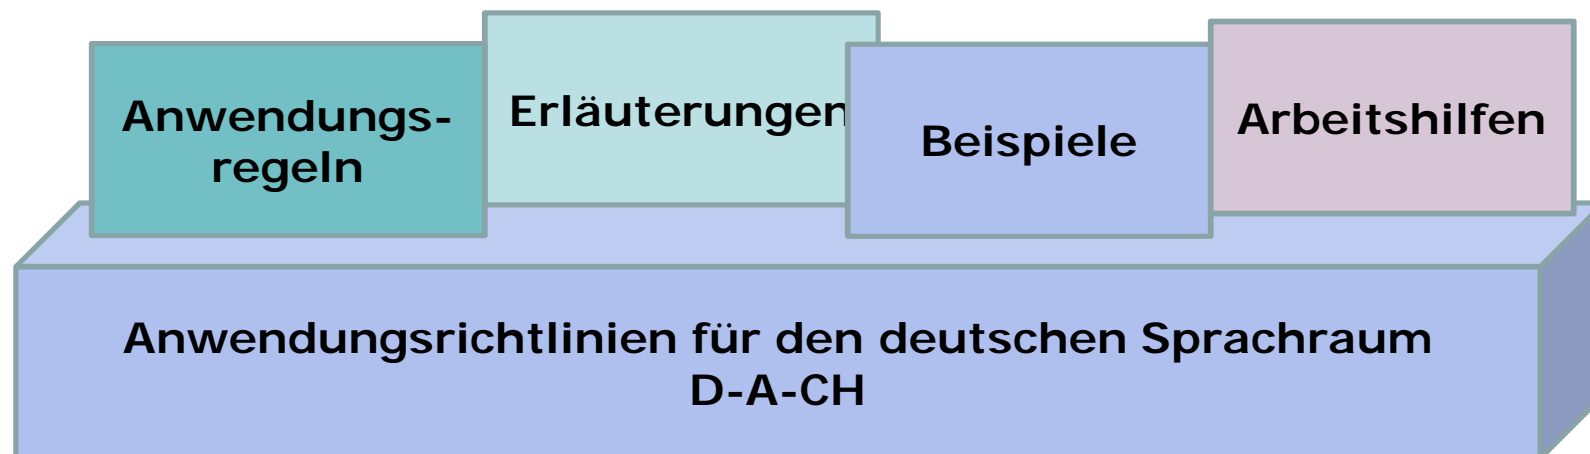 Anwendungs-
regeln
Erläuterungen
Beispiele
Arbeitshilfen
Anwendungsrichtlinien für den deutschen Sprachraum
D-A-CH